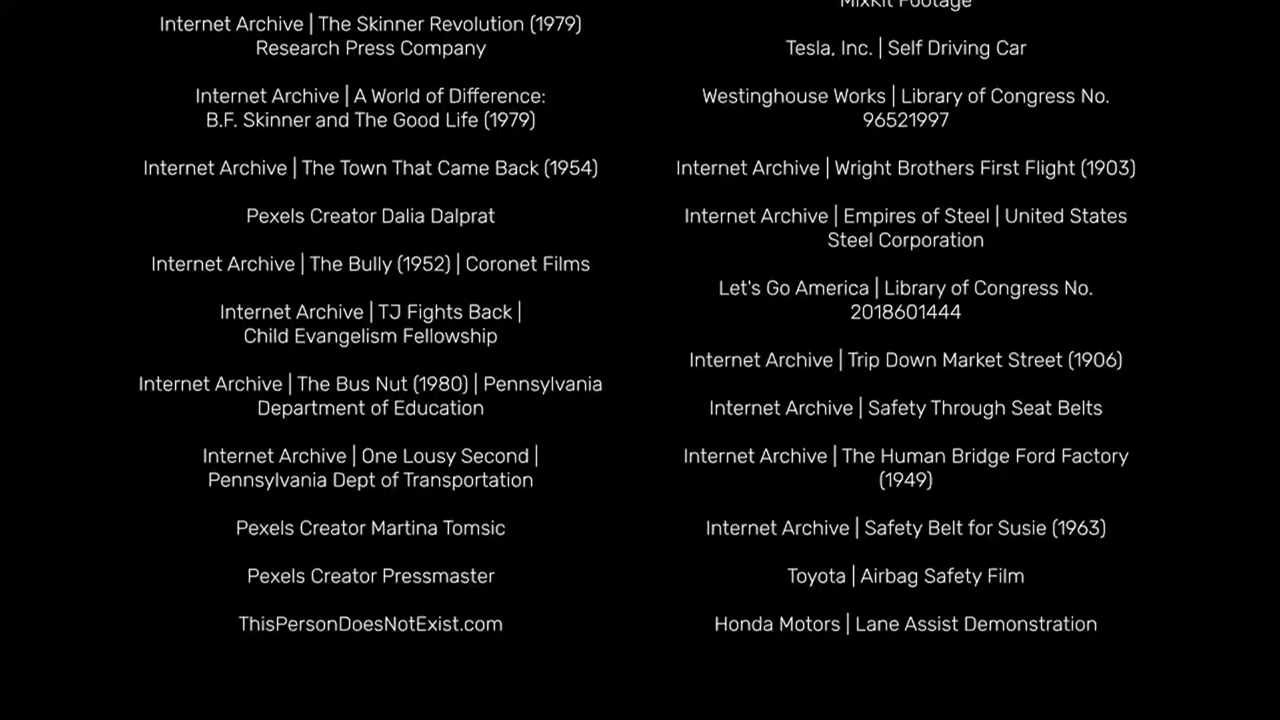 Internet Archive | The Skinner Revolution (1979)
Research Press Company
Internet Archive | A World of Difference:
B.F. Skinner and The Good Life (1979)
Internet Archive | The Town That Came Back (1954)
Pexels Creator Dalia Dalprat
Internet Archive | The Bully (1952) | Coronet Films
Internet Archive | TJ Fights Back |
Child Evangelism Fellowship
Internet Archive | The Bus Nut (1980) | Pennsylvania
Department of Education
Internet Archive | One Lousy Second |
Pennsylvania Dept of Transportation
Pexels Creator Martina Tomsic
Pexels Creator Pressmaster
ThisPersonDoesNotExist.com
MixKit Footage
Tesla, Inc. | Self Driving Car
Westinghouse Works | Library of Congress No.
96521997
Internet Archive | Wright Brothers First Flight (1903)
Internet Archive | Empires of Steel | United States
Steel Corporation
Let's Go America | Library of Congress No.
2018601444
Internet Archive | Trip Down Market Street (1906)
Internet Archive | Safety Through Seat Belts
Internet Archive | The Human Bridge Ford Factory
(1949)
Internet Archive | Safety Belt for Susie (1963)
Toyota | Airbag Safety Film
Honda Motors | Lane Assist Demonstration